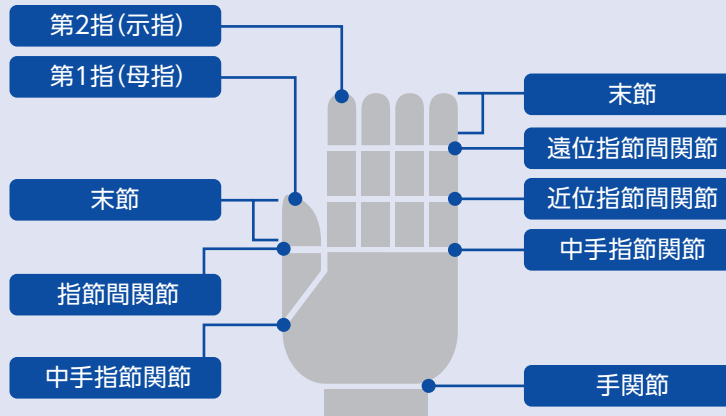 第2指(示指)
第1指(母指)
末節
指節間関節
中手指節関節
末節
遠位指節間関節
近位指節間関節
中手指節関節
手関節